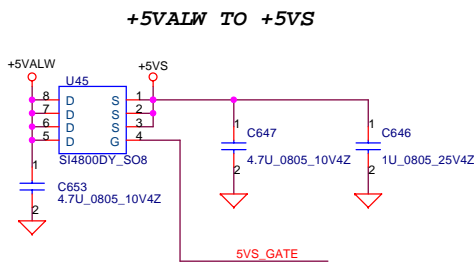 +5VALW TO +5VS
+5VALW
+5VS
U45
8 D S 1
7 D S 2
6 D S 3
5 D G 4
SI4800DY_SO8
1
C653
4.7U_0805_10V4Z
2
1
C647
4.7U_0805_10V4Z
2
1
C646
1U_0805_25V4Z
2
5VS_GATE